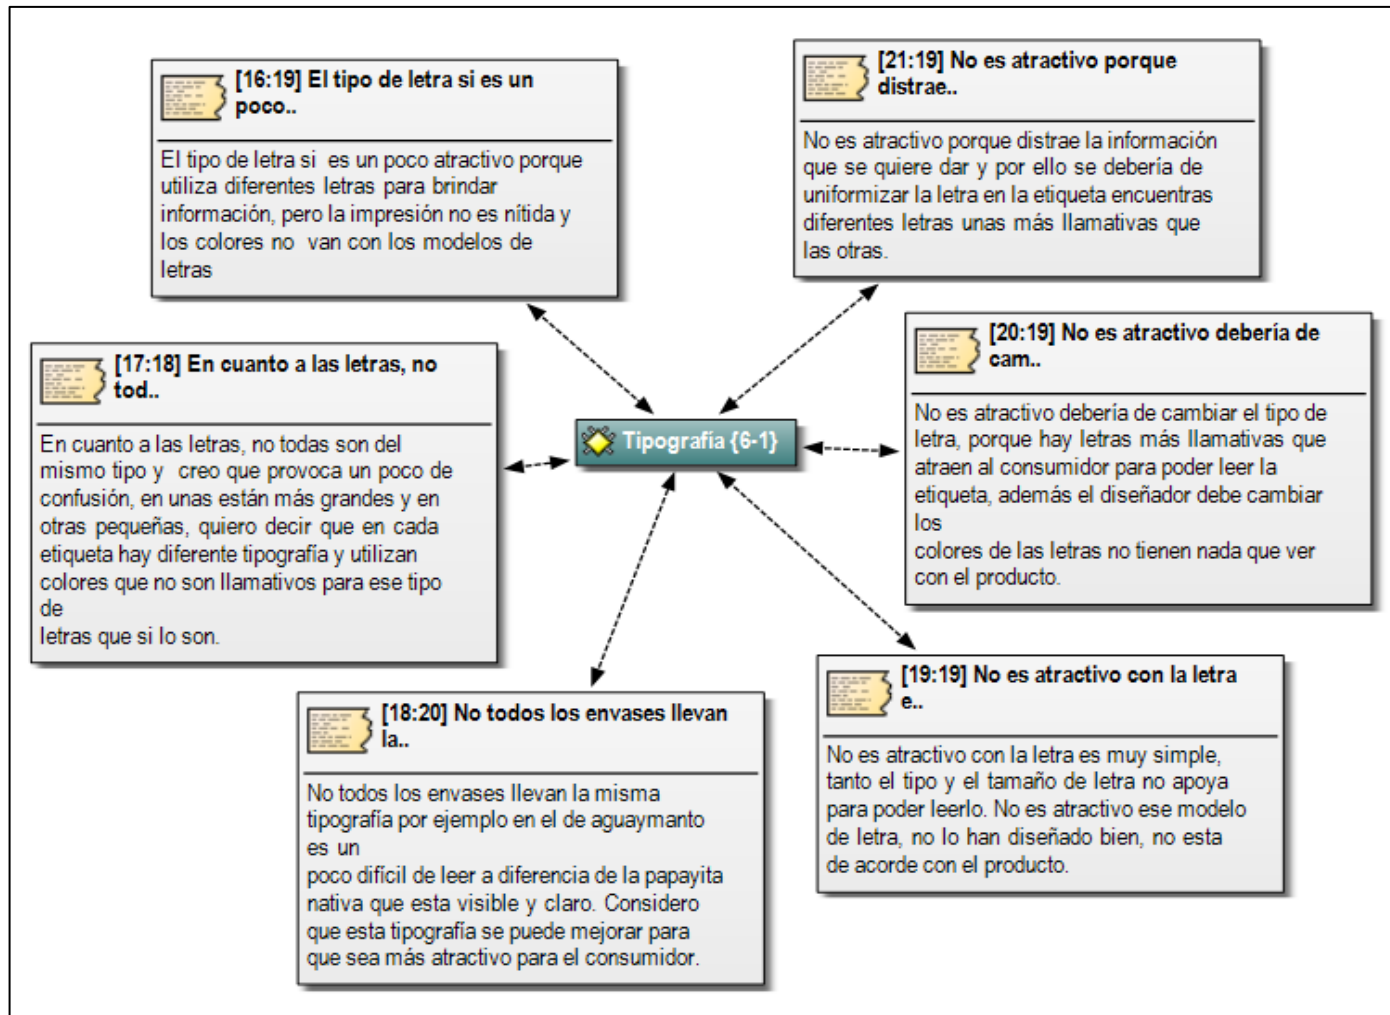 [16:19] El tipo de letra si es un
poco..
El tipo de letra si  es un poco atractivo porque
utiliza diferentes letras para brindar
información, pero la impresión no es nítida y
los colores no  van con los modelos de
letras
[21:19] No es atractivo porque
distrae..
No es atractivo porque distrae la información
que se quiere dar y por ello se debería de
uniformizar la letra en la etiqueta encuentras
diferentes letras unas más llamativas que
las otras.
[17:18] En cuanto a las letras, no
tod..
En cuanto a las letras, no todas son del
mismo tipo y  creo que provoca un poco de
confusión, en unas están más grandes y en
otras pequeñas, quiero decir que en cada
etiqueta hay diferente tipografía y utilizan
colores que no son llamativos para ese tipo
de
letras que si lo son.
Tipografía {6-1}
[20:19] No es atractivo debería de
cam..
No es atractivo debería de cambiar el tipo de
letra, porque hay letras más llamativas que
atraen al consumidor para poder leer la
etiqueta, además el diseñador debe cambiar
los
colores de las letras no tienen nada que ver
con el producto.
[18:20] No todos los envases llevan
la..
No todos los envases llevan la misma
tipografía por ejemplo en el de aguaymanto
es un
poco difícil de leer a diferencia de la papayita
nativa que esta visible y claro. Considero
que esta tipografía se puede mejorar para
que sea más atractivo para el consumidor.
[19:19] No es atractivo con la letra
e..
No es atractivo con la letra es muy simple,
tanto el tipo y el tamaño de letra no apoya
para poder leerlo. No es atractivo ese modelo
de letra, no lo han diseñado bien, no esta
de acorde con el producto.